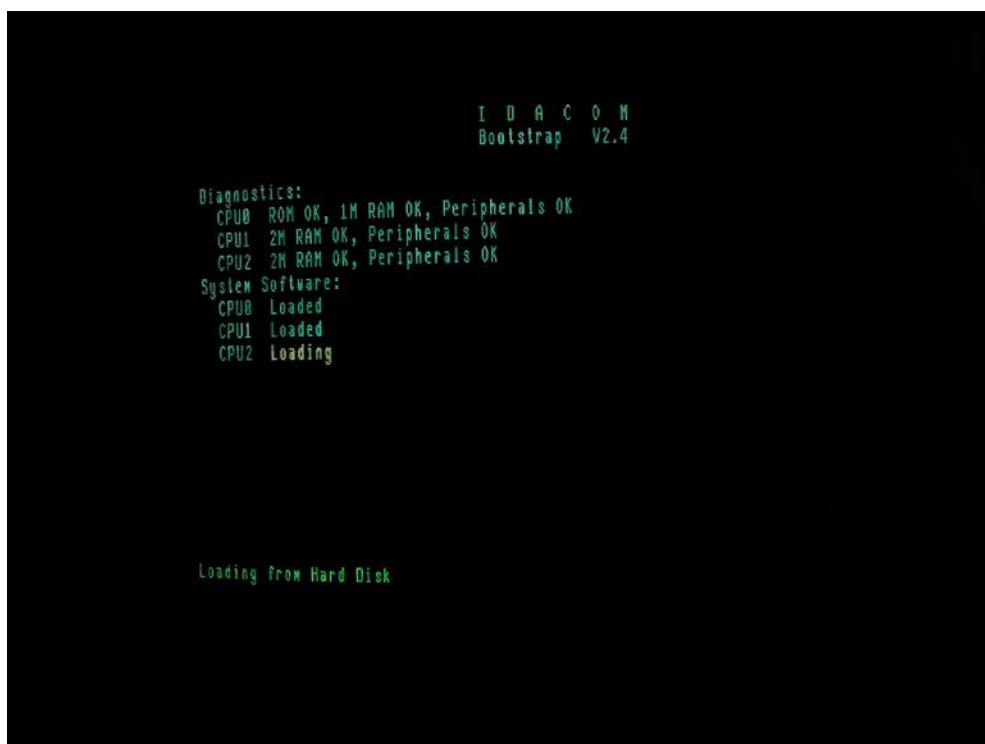 I D A C O M
Bootstrap V2.4
Diagnostics:
CPU0 ROM OK, 1M RAM OK, Peripherals OK
CPU1 2M RAM OK, Peripherals OK
CPU2 2M RAM OK, Peripherals OK
System Software:
CPU0 Loaded
CPU1 Loaded
CPU2 Loading
Loading from Hard Disk